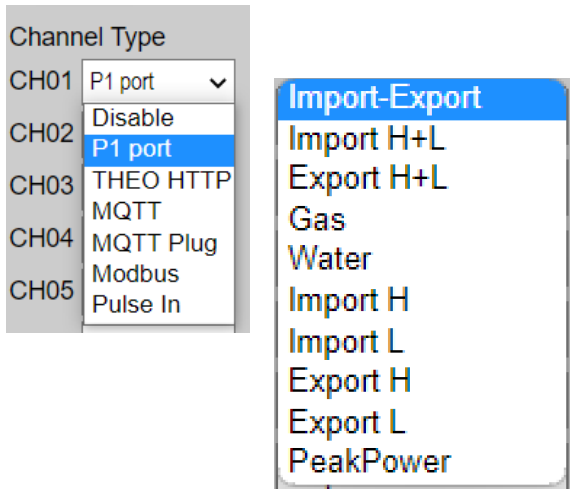 Channel Type
CH01 P1 port
Disable
CH02
P1 port
CH03
THEO HTTP
MQTT
CH04
MQTT Plug
CH05
Modbus
Pulse In
Import-Export
Import H+L
Export H+L
Gas
Water
Import H
Import L
Export H
Export L
PeakPower